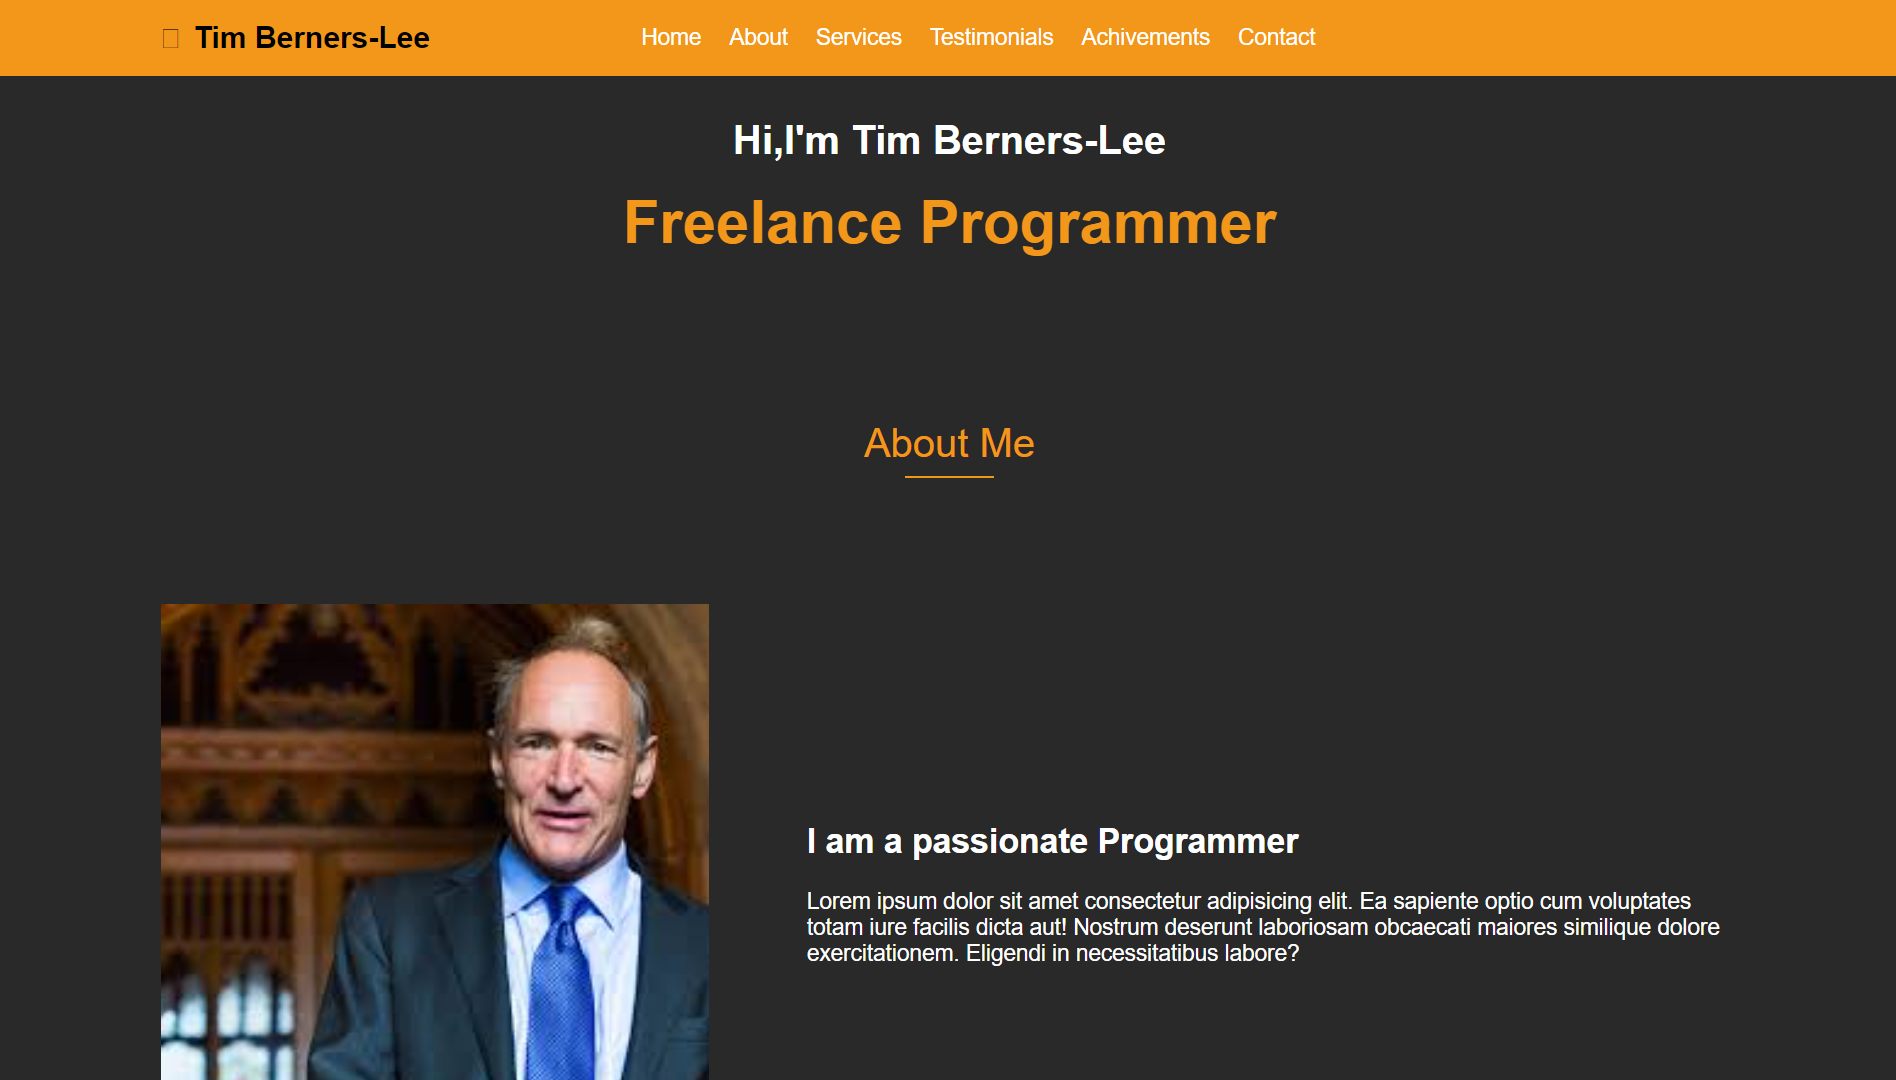 Tim Berners-Lee
Home About Services Testimonials Achivements Contact
Hi,I'm Tim Berners-Lee
Freelance Programmer
About Me
I am a passionate Programmer
Lorem ipsum dolor sit amet consectetur adipisicing elit. Ea sapiente optio cum voluptates
totam iure facilis dicta aut! Nostrum deserunt laboriosam obcaecati maiores similique dolore
exercitationem. Eligendi in necessitatibus labore?